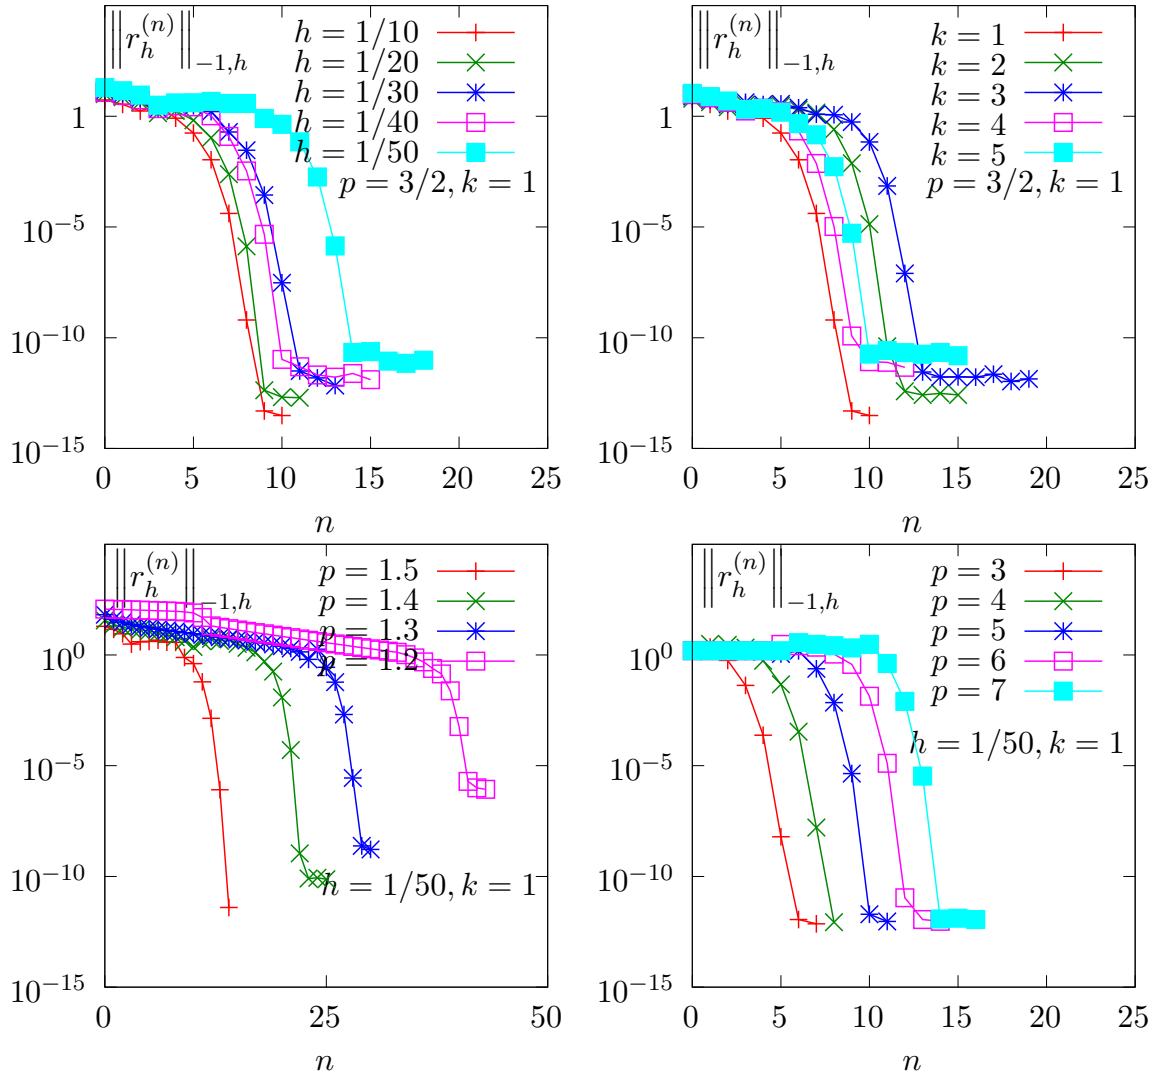 ‖r_h^{(n)}‖_{-1,h}
h = 1/10
h = 1/20
h = 1/30
h = 1/40
h = 1/50
p = 3/2, k = 1
1
10^{-5}
10^{-10}
10^{-15}
0 5 10 15 20 25
n
‖r_h^{(n)}‖_{-1,h}
k = 1
k = 2
k = 3
k = 4
k = 5
p = 3/2, k = 1
1
10^{-5}
10^{-10}
10^{-15}
0 5 10 15 20 25
n
‖r_h^{(n)}‖_{-1,h}
p = 1.5
p = 1.4
p = 1.3
p = 1.2
h = 1/50, k = 1
10^{0}
10^{-5}
10^{-10}
10^{-15}
0 25 50
n
‖r_h^{(n)}‖_{-1,h}
p = 3
p = 4
p = 5
p = 6
p = 7
h = 1/50, k = 1
10^{0}
10^{-5}
10^{-10}
10^{-15}
0 5 10 15 20 25
n